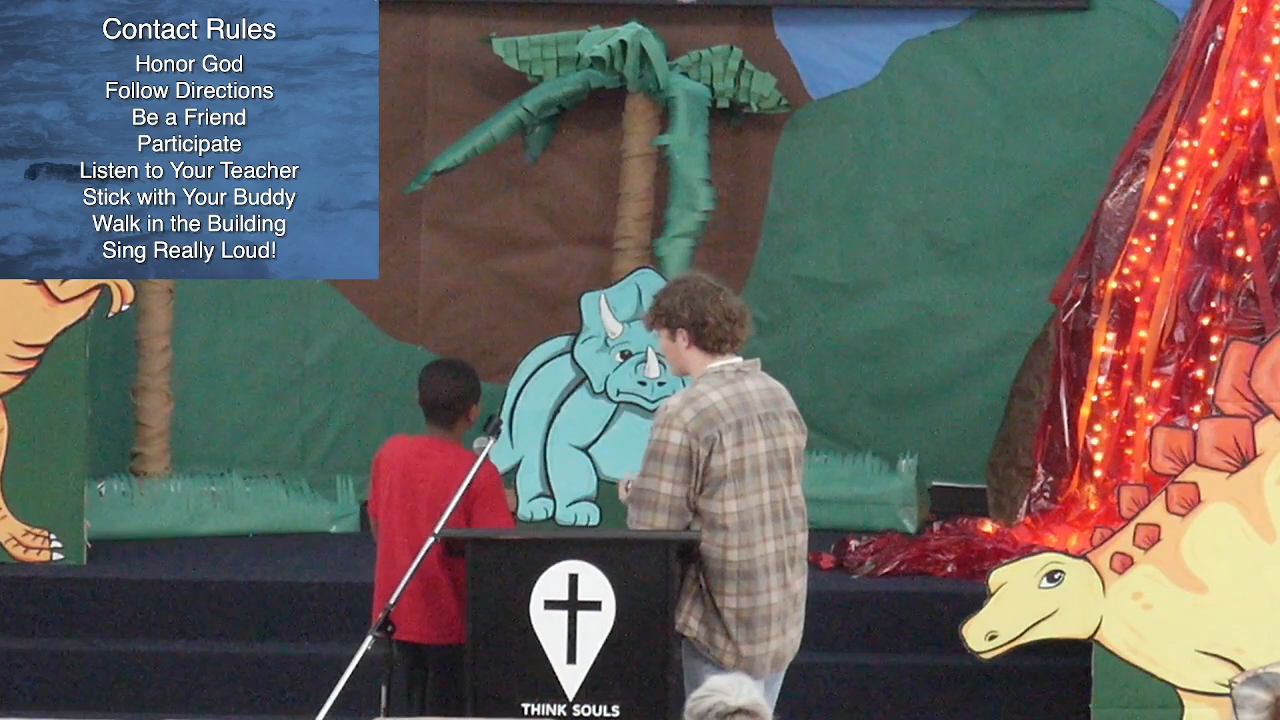 Contact Rules
Honor God
Follow Directions
Be a Friend
Participate
Listen to Your Teacher
Stick with Your Buddy
Walk in the Building
Sing Really Loud!
THINK SOULS